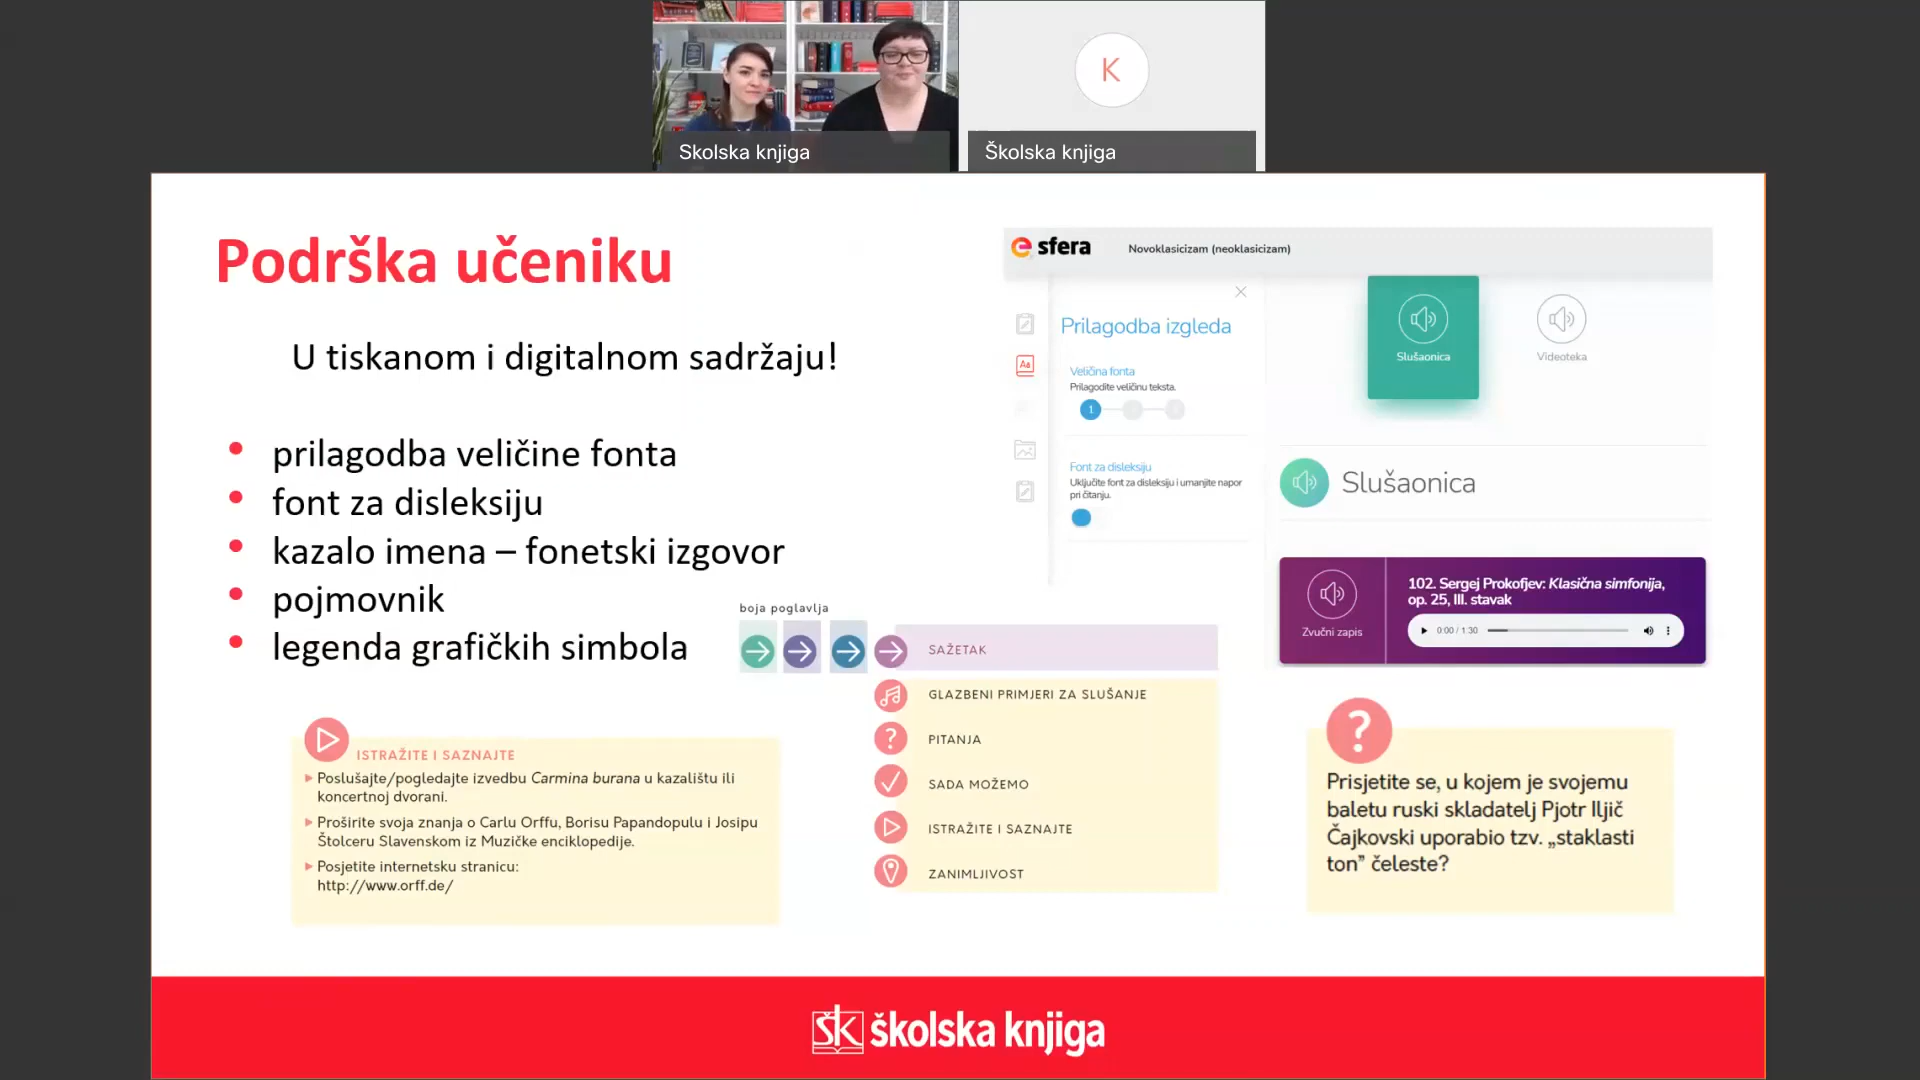 Skolska knjiga
K
Školska knjiga
Podrška učeniku
U tiskanom i digitalnom sadržaju!
• prilagodba veličine fonta
• font za disleksiju
• kazalo imena – fonetski izgovor
• pojmovnik
• legenda grafičkih simbola
e sfera
Novoklasicizam (neoklasicizam)
Prilagodba izgleda
Veličina fonta
Prilagodite veličinu teksta.
1
Font za disleksiju
Uključite font za disleksiju i umanjite napor
pri čitanju.
Aa
Slušaonica
Videoteka
Slušaonica
Zvučni zapis
102. Sergej Prokofjev: Klasična simfonija,
op. 25, III. stavak
0:00 / 1:30
boja poglavlja
SAŽETAK
GLAZBENI PRIMJERI ZA SLUŠANJE
?
PITANJA
SADA MOŽEMO
ISTRAŽITE I SAZNAJTE
ZANIMLJIVOST
ISTRAŽITE I SAZNAJTE
Poslušajte/pogledajte izvedbu Carmina burana u kazalištu ili
koncertnoj dvorani.
Proširite svoja znanja o Carlu Orffu, Borisu Papandopulu i Josipu
Štolceru Slavenskom iz Muzičke enciklopedije.
Posjetite internetsku stranicu:
http://www.orff.de/
?
Prisjetite se, u kojem je svojemu
baletu ruski skladatelj Pjotr Iljič
Čajkovski uporabio tzv. „staklasti
ton” čeleste?
ŠK školska knjiga